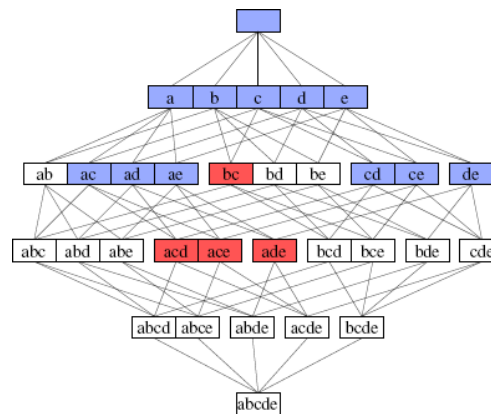 a b c d e
ab ac ad ae bc bd be cd ce de
abc abd abe acd ace ade bcd bce bde cde
abcd abce abde acde bcde
abcde